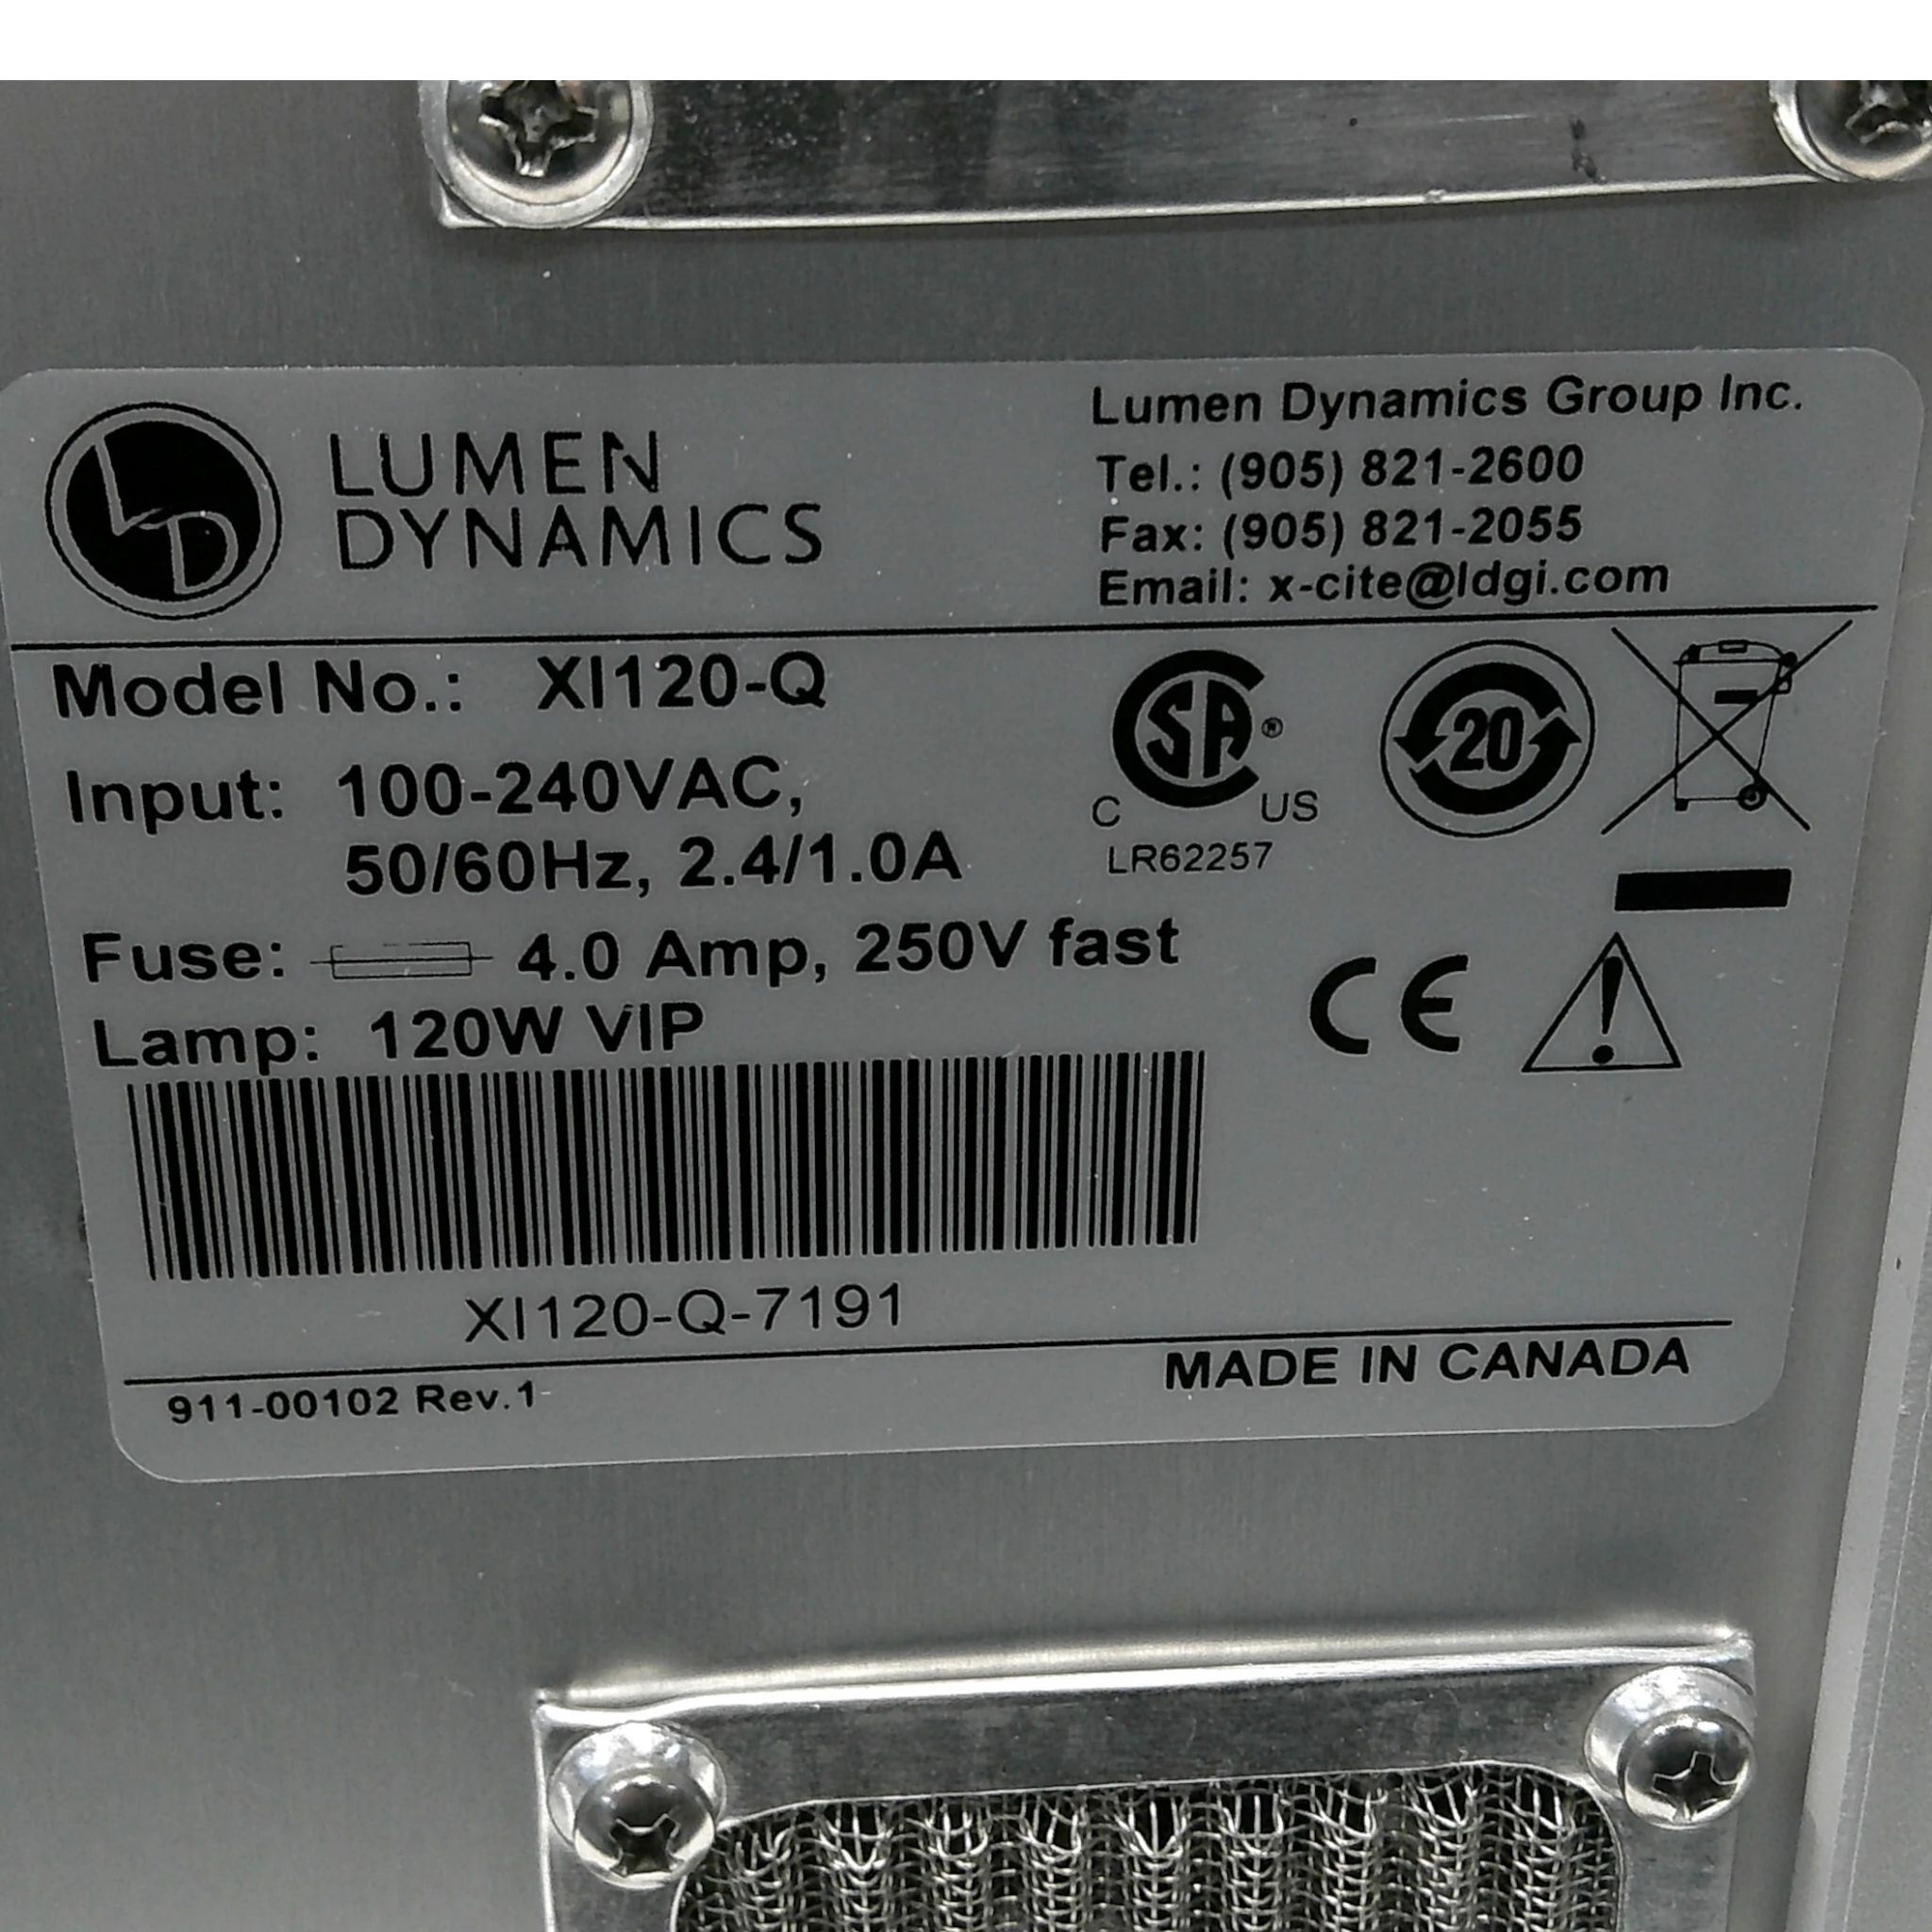 LUMEN
DYNAMICS
Lumen Dynamics Group Inc.
Tel.: (905) 821-2600
Fax: (905) 821-2055
Email: x-cite@ldgi.com
Model No.: XI120-Q
Input: 100-240VAC,
50/60Hz, 2.4/1.0A
Fuse: 4.0 Amp, 250V fast
Lamp: 120W VIP
SA ®
C US
LR62257
20
CE
XI120-Q-7191
911-00102 Rev.1
MADE IN CANADA